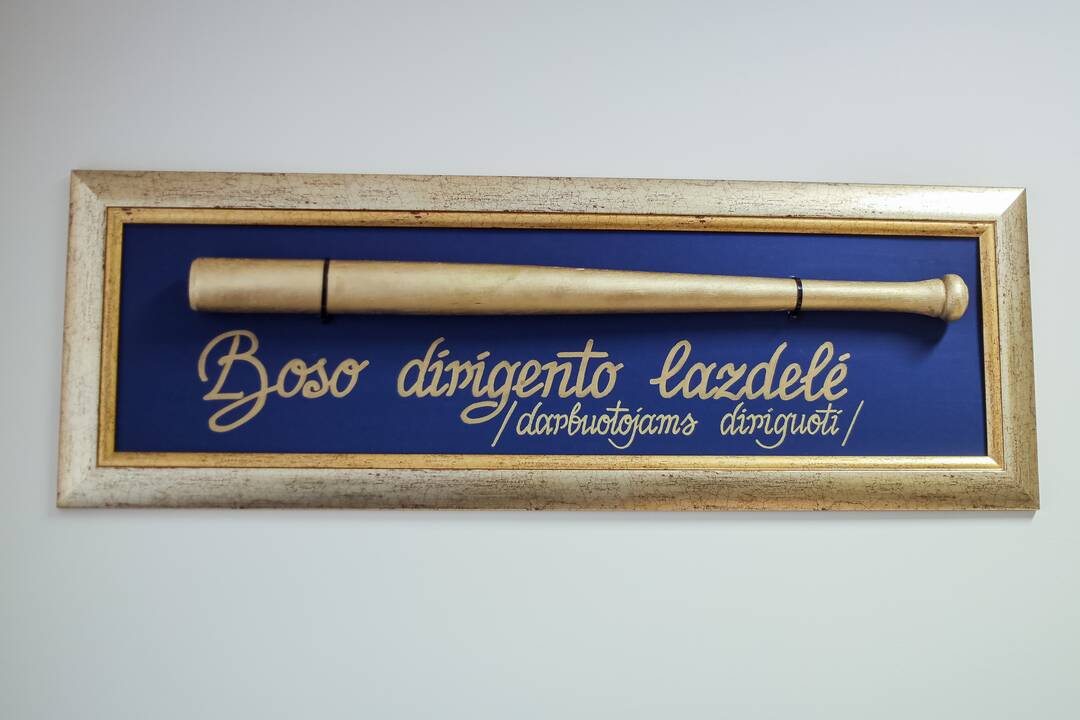 Boso dirigento lazdelė
/darbuotojams diriguoti/